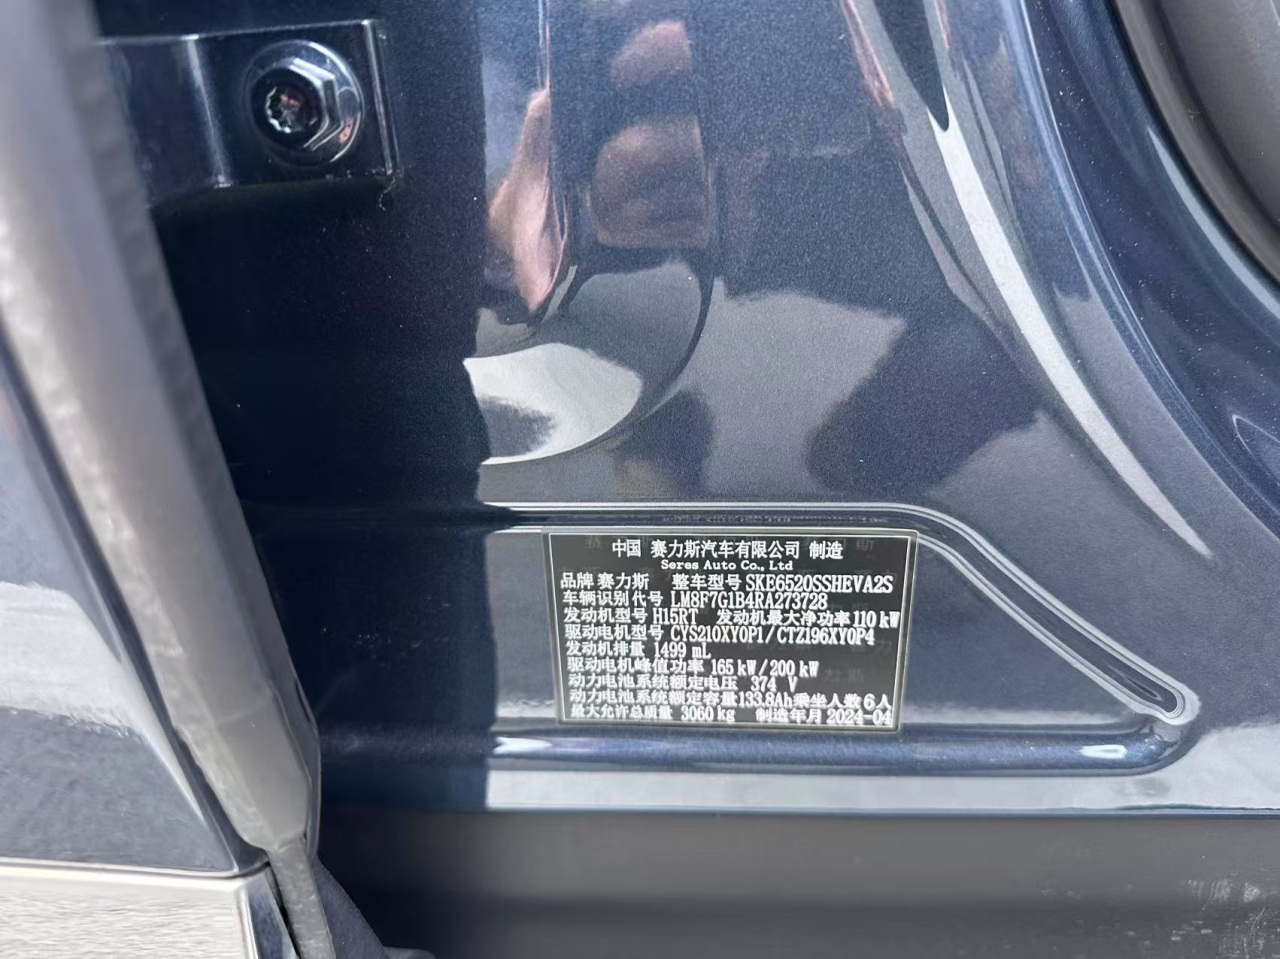 中国 赛力斯汽车有限公司 制造
Seres Auto Co., Ltd
品牌 赛力斯 整车型号 SKE6520SSHEVA2S
车辆识别代号 LM8F7G1B4RA273728
发动机型号 H15RT 发动机最大净功率 110 kW
驱动电机型号 CYS210XY0P1/CTZ196XY0P4
发动机排量 1499 mL
驱动电机峰值功率 165 kW/200 kW
动力电池系统额定电压 374 V
动力电池系统额定容量133.8Ah乘坐人数 6人
最大允许总质量 3060 kg 制造年月 2024-04